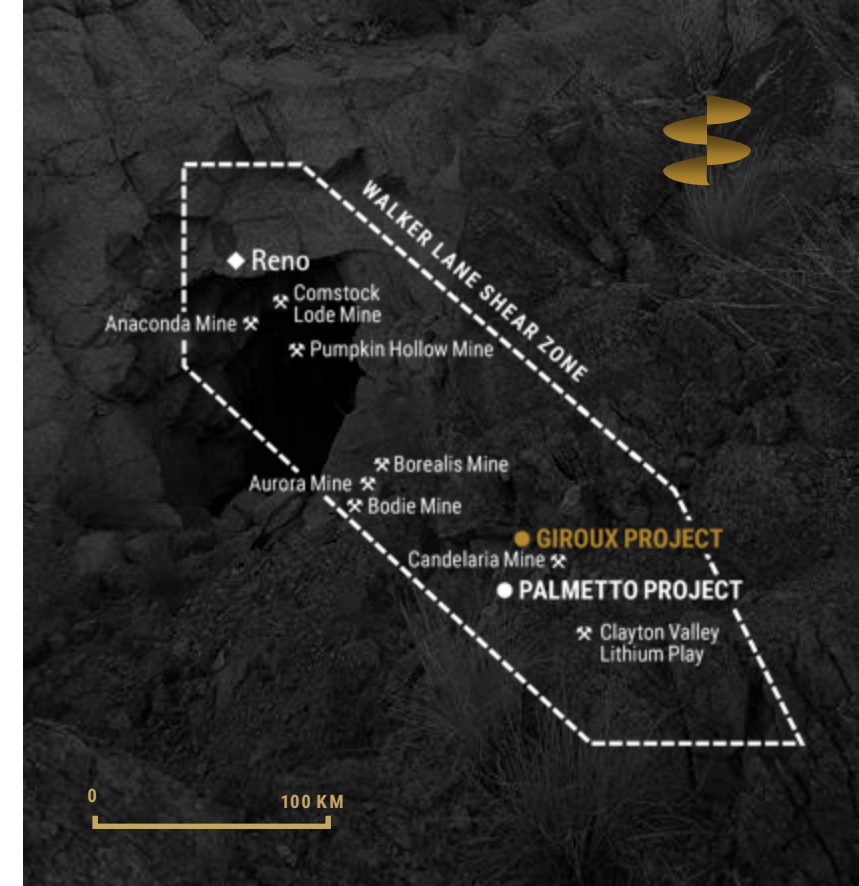 WALKER LANE SHEAR ZONE
Reno
Comstock
Lode Mine
Anaconda Mine
Pumpkin Hollow Mine
Borealis Mine
Aurora Mine
Bodie Mine
GIROUX PROJECT
Candelaria Mine
PALMETTO PROJECT
Clayton Valley
Lithium Play
0
100 KM